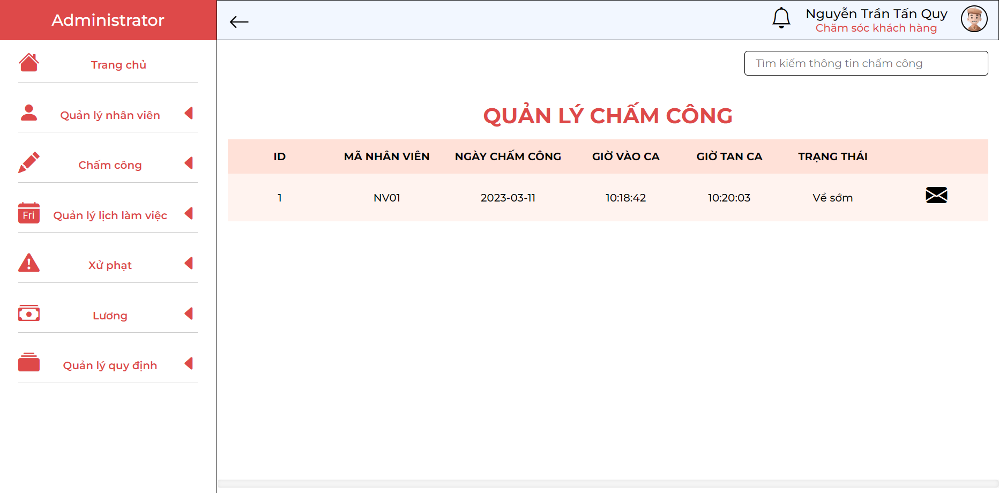 Administrator
Nguyễn Trần Tấn Quy
Chăm sóc khách hàng
Trang chủ
Quản lý nhân viên
Chấm công
Fri
Quản lý lịch làm việc
Xử phạt
Lương
Quản lý quy định
Tìm kiếm thông tin chấm công
QUẢN LÝ CHẤM CÔNG
ID MÃ NHÂN VIÊN NGÀY CHẤM CÔNG GIỜ VÀO CA GIỜ TAN CA TRẠNG THÁI
1 NV01 2023-03-11 10:18:42 10:20:03 Về sớm